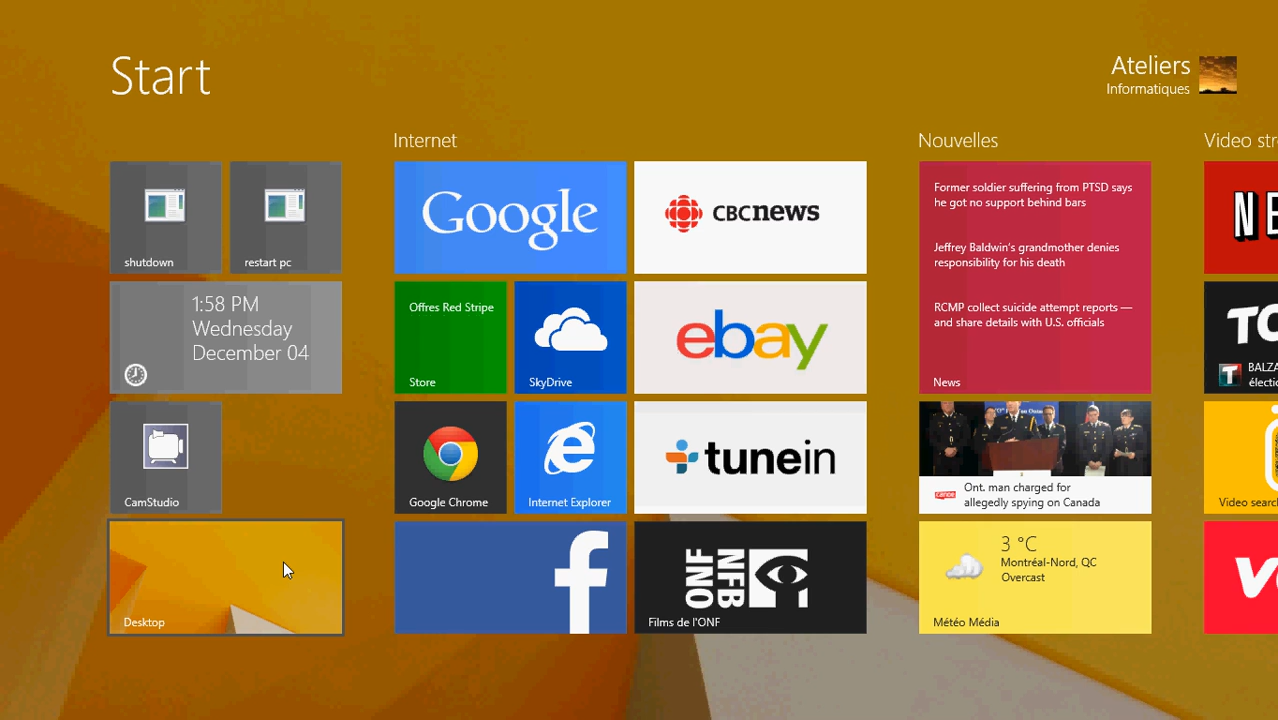 Start
Ateliers
Informatiques
shutdown
restart pc
1:58 PM
Wednesday
December 04
CamStudio
Desktop
Internet
Google
CBCNEWS
Offres Red Stripe
Store
SkyDrive
ebay
Google Chrome
Internet Explorer
tunein
f
ONF
NFB
Films de l'ONF
Nouvelles
Former soldier suffering from PTSD says
he got no support behind bars
Jeffrey Baldwin's grandmother denies
responsibility for his death
RCMP collect suicide attempt reports —
and share details with U.S. officials
News
Ont. man charged for
allegedly spying on Canada
3 °C
Montréal-Nord, QC
Overcast
Météo Média
Video str
NE
TO
BALZA
électio
Video search
V